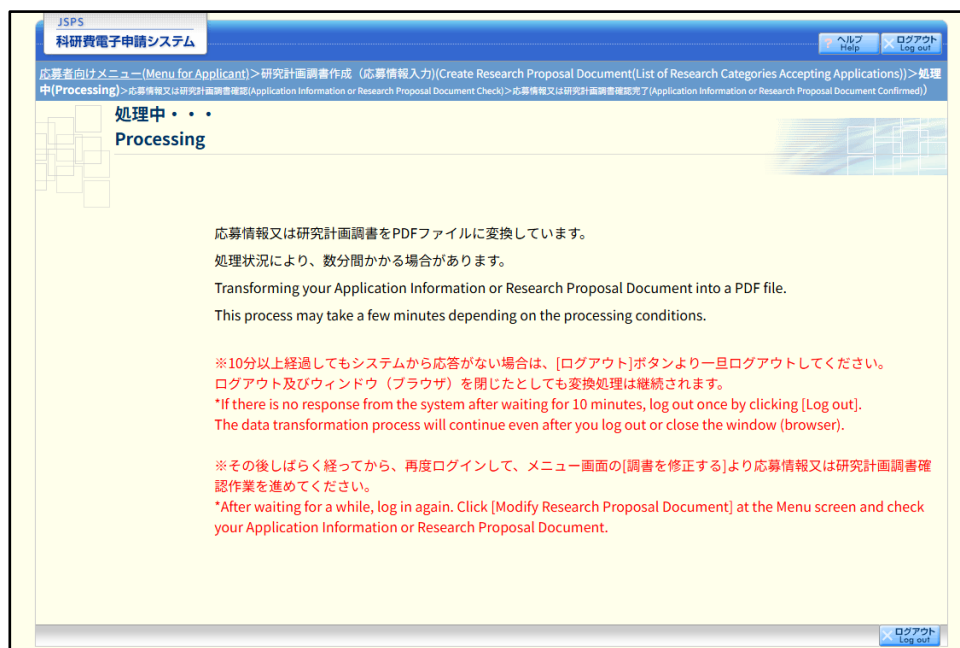 JSPS
科研費電子申請システム
? ヘルプ
Help
ログアウト
Log out
応募者向けメニュー(Menu for Applicant)>研究計画調書作成（応募情報入力)(Create Research Proposal Document(List of Research Categories Accepting Applications))>処理
中(Processing)>応募情報又は研究計画調書確認(Application Information or Research Proposal Document Check)>応募情報又は研究計画調書確認完了(Application Information or Research Proposal Document Confirmed))
処理中・・・
Processing
応募情報又は研究計画調書をPDFファイルに変換しています。
処理状況により、数分間かかる場合があります。
Transforming your Application Information or Research Proposal Document into a PDF file.
This process may take a few minutes depending on the processing conditions.
※10分以上経過してもシステムから応答がない場合は、[ログアウト]ボタンより一旦ログアウトしてください。
ログアウト及びウィンドウ（ブラウザ）を閉じたとしても変換処理は継続されます。
*If there is no response from the system after waiting for 10 minutes, log out once by clicking [Log out].
The data transformation process will continue even after you log out or close the window (browser).
※その後しばらく経ってから、再度ログインして、メニュー画面の[調書を修正する]より応募情報又は研究計画調書確
認作業を進めてください。
*After waiting for a while, log in again. Click [Modify Research Proposal Document] at the Menu screen and check
your Application Information or Research Proposal Document.
ログアウト
Log out